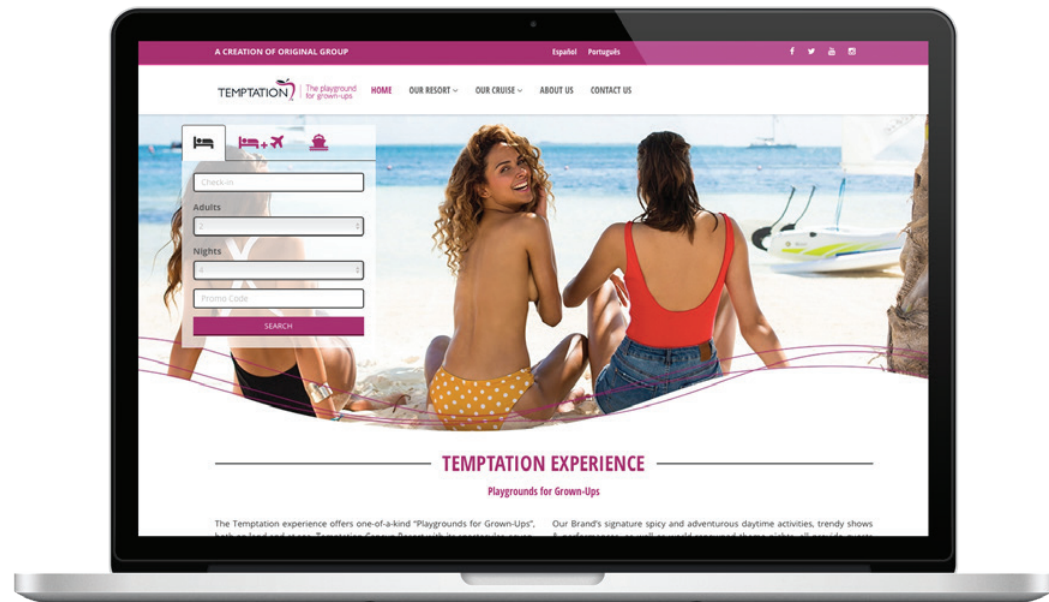 A CREATION OF ORIGINAL GROUP
Español Português
TEMPTATION
The playground
for grown-ups
HOME OUR RESORT OUR CRUISE ABOUT US CONTACT US
Check-in
Adults
2
Nights
4
Promo Code
SEARCH
TEMPTATION EXPERIENCE
Playgrounds for Grown-Ups
The Temptation experience offers one-of-a-kind “Playgrounds for Grown-Ups”,
Our Brand's signature spicy and adventurous daytime activities, trendy shows